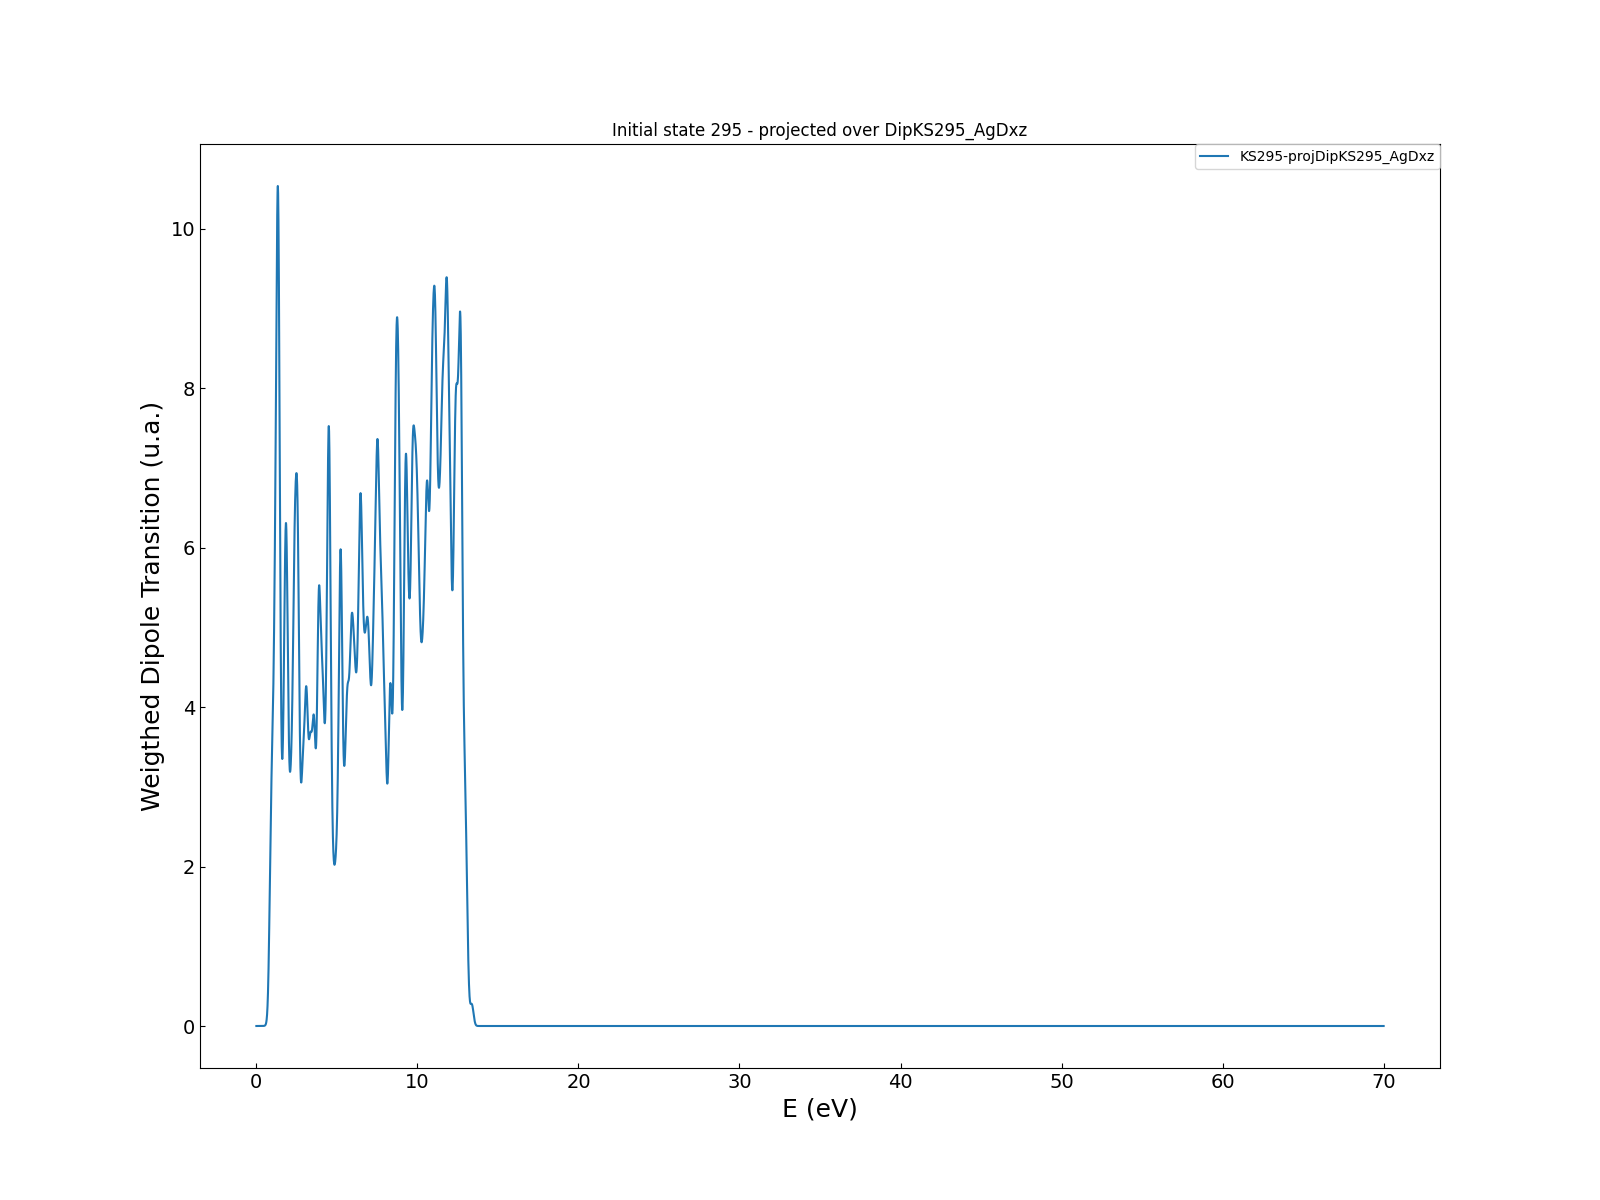 Initial state 295 - projected over DipKS295_AgDxz
KS295-projDipKS295_AgDxz
10
8
6
4
2
0
Weigthed Dipole Transition (u.a.)
0 10 20 30 40 50 60 70
E (eV)